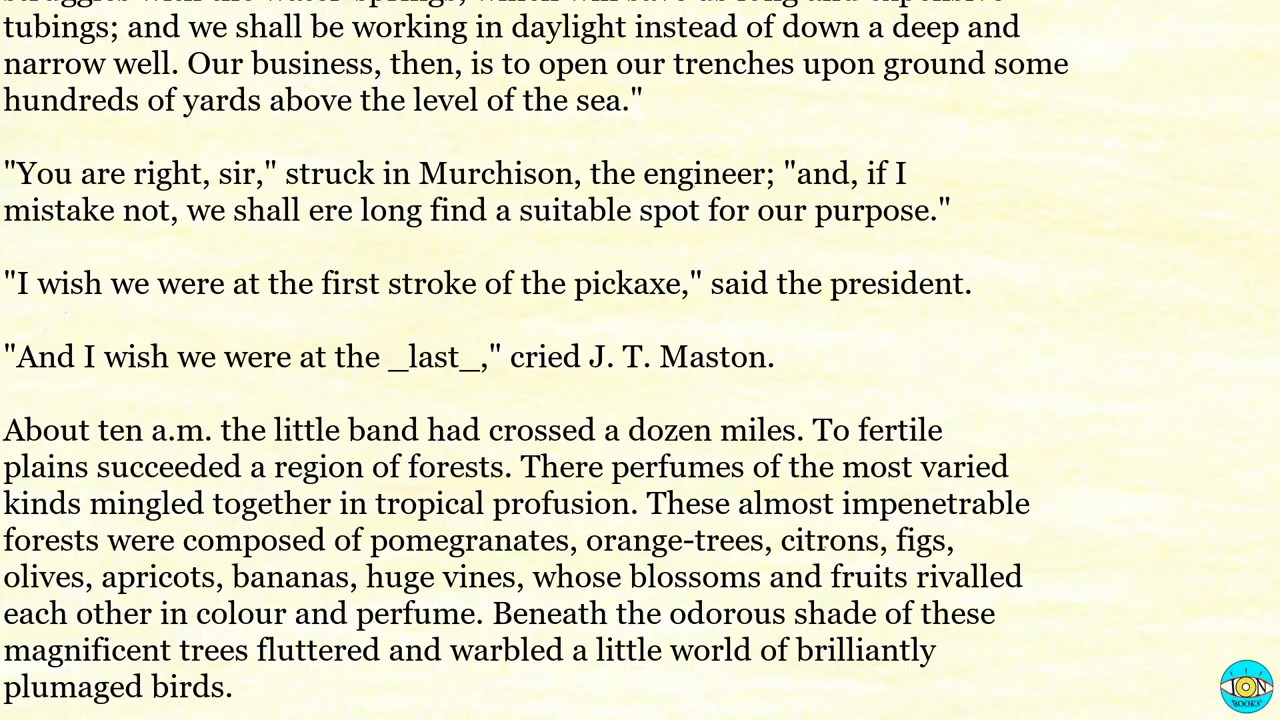 tubings; and we shall be working in daylight instead of down a deep and
narrow well. Our business, then, is to open our trenches upon ground some
hundreds of yards above the level of the sea."
"You are right, sir," struck in Murchison, the engineer; "and, if I
mistake not, we shall ere long find a suitable spot for our purpose."
"I wish we were at the first stroke of the pickaxe," said the president.
"And I wish we were at the _last_," cried J. T. Maston.
About ten a.m. the little band had crossed a dozen miles. To fertile
plains succeeded a region of forests. There perfumes of the most varied
kinds mingled together in tropical profusion. These almost impenetrable
forests were composed of pomegranates, orange-trees, citrons, figs,
olives, apricots, bananas, huge vines, whose blossoms and fruits rivalled
each other in colour and perfume. Beneath the odorous shade of these
magnificent trees fluttered and warbled a little world of brilliantly
plumaged birds.
ION
BOOKS